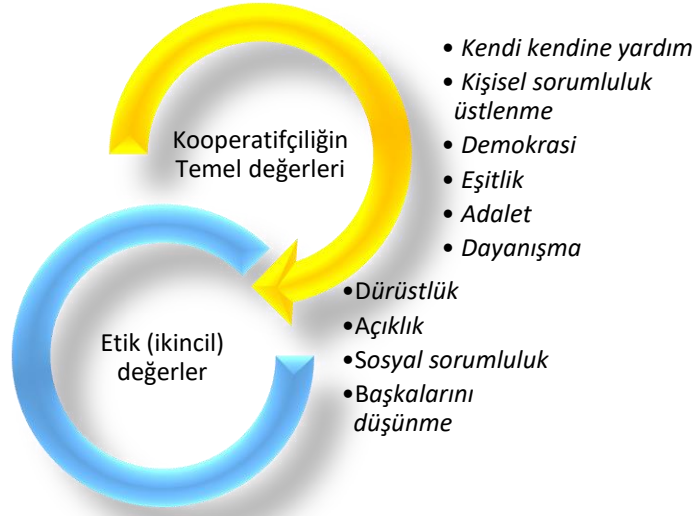 Kooperatifçiliğin
Temel değerleri
• Kendi kendine yardım
• Kişisel sorumluluk
üstlenme
• Demokrasi
• Eşitlik
• Adalet
• Dayanışma
Etik (ikincil)
değerler
•Dürüstlük
•Açıklık
•Sosyal sorumluluk
•Başkalarını
düşünme